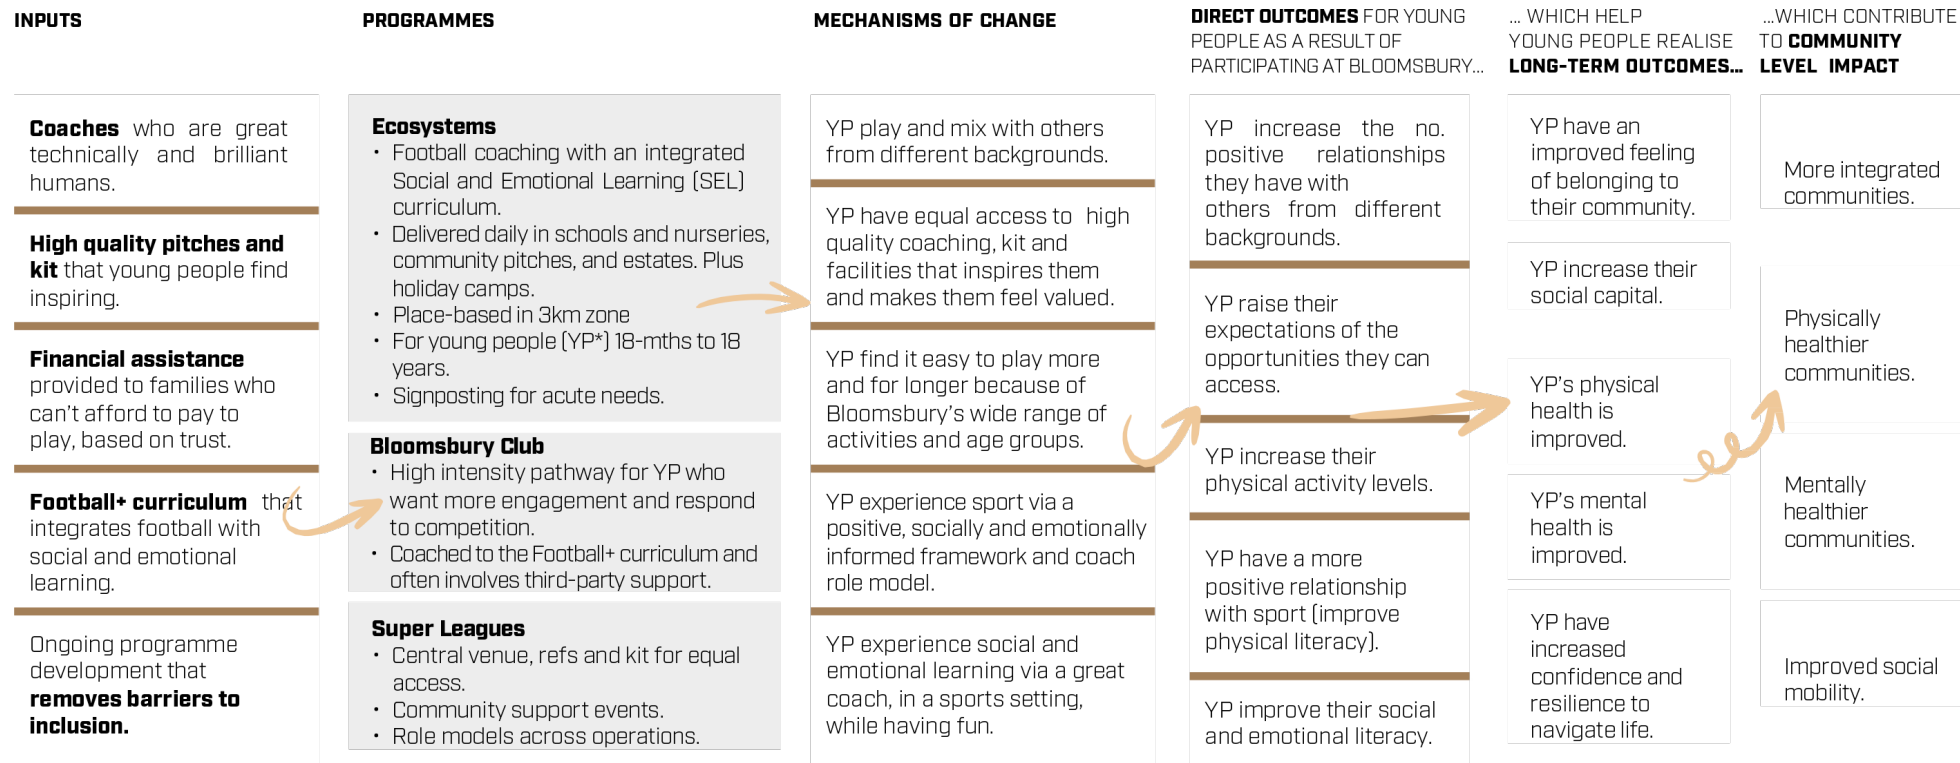 INPUTS
Coaches who are great
technically and brilliant
humans.
High quality pitches and
kit that young people find
inspiring.
Financial assistance
provided to families who
can't afford to pay to
play, based on trust.
Football+ curriculum that
integrates football with
social and emotional
learning.
Ongoing programme
development that
removes barriers to
inclusion.
PROGRAMMES
Ecosystems
• Football coaching with an integrated
Social and Emotional Learning (SEL)
curriculum.
• Delivered daily in schools and nurseries,
community pitches, and estates. Plus
holiday camps.
• Place-based in 3km zone
• For young people (YP*) 18-mths to 18
years.
• Signposting for acute needs.
Bloomsbury Club
• High intensity pathway for YP who
want more engagement and respond
to competition.
• Coached to the Football+ curriculum and
often involves third-party support.
Super Leagues
• Central venue, refs and kit for equal
access.
• Community support events.
• Role models across operations.
MECHANISMS OF CHANGE
YP play and mix with others
from different backgrounds.
YP have equal access to high
quality coaching, kit and
facilities that inspires them
and makes them feel valued.
YP find it easy to play more
and for longer because of
Bloomsbury's wide range of
activities and age groups.
YP experience sport via a
positive, socially and emotionally
informed framework and coach
role model.
YP experience social and
emotional learning via a great
coach, in a sports setting,
while having fun.
DIRECT OUTCOMES FOR YOUNG
PEOPLE AS A RESULT OF
PARTICIPATING AT BLOOMSBURY...
YP increase the no.
positive relationships
they have with
others from different
backgrounds.
YP raise their
expectations of the
opportunities they can
access.
YP increase their
physical activity levels.
YP have a more
positive relationship
with sport (improve
physical literacy).
YP improve their social
and emotional literacy.
... WHICH HELP
YOUNG PEOPLE REALISE
LONG-TERM OUTCOMES...
YP have an
improved feeling
of belonging to
their community.
YP increase their
social capital.
YP's physical
health is
improved.
YP's mental
health is
improved.
YP have
increased
confidence and
resilience to
navigate life.
...WHICH CONTRIBUTE
TO COMMUNITY
LEVEL IMPACT
More integrated
communities.
Physically
healthier
communities.
Mentally
healthier
communities.
Improved social
mobility.